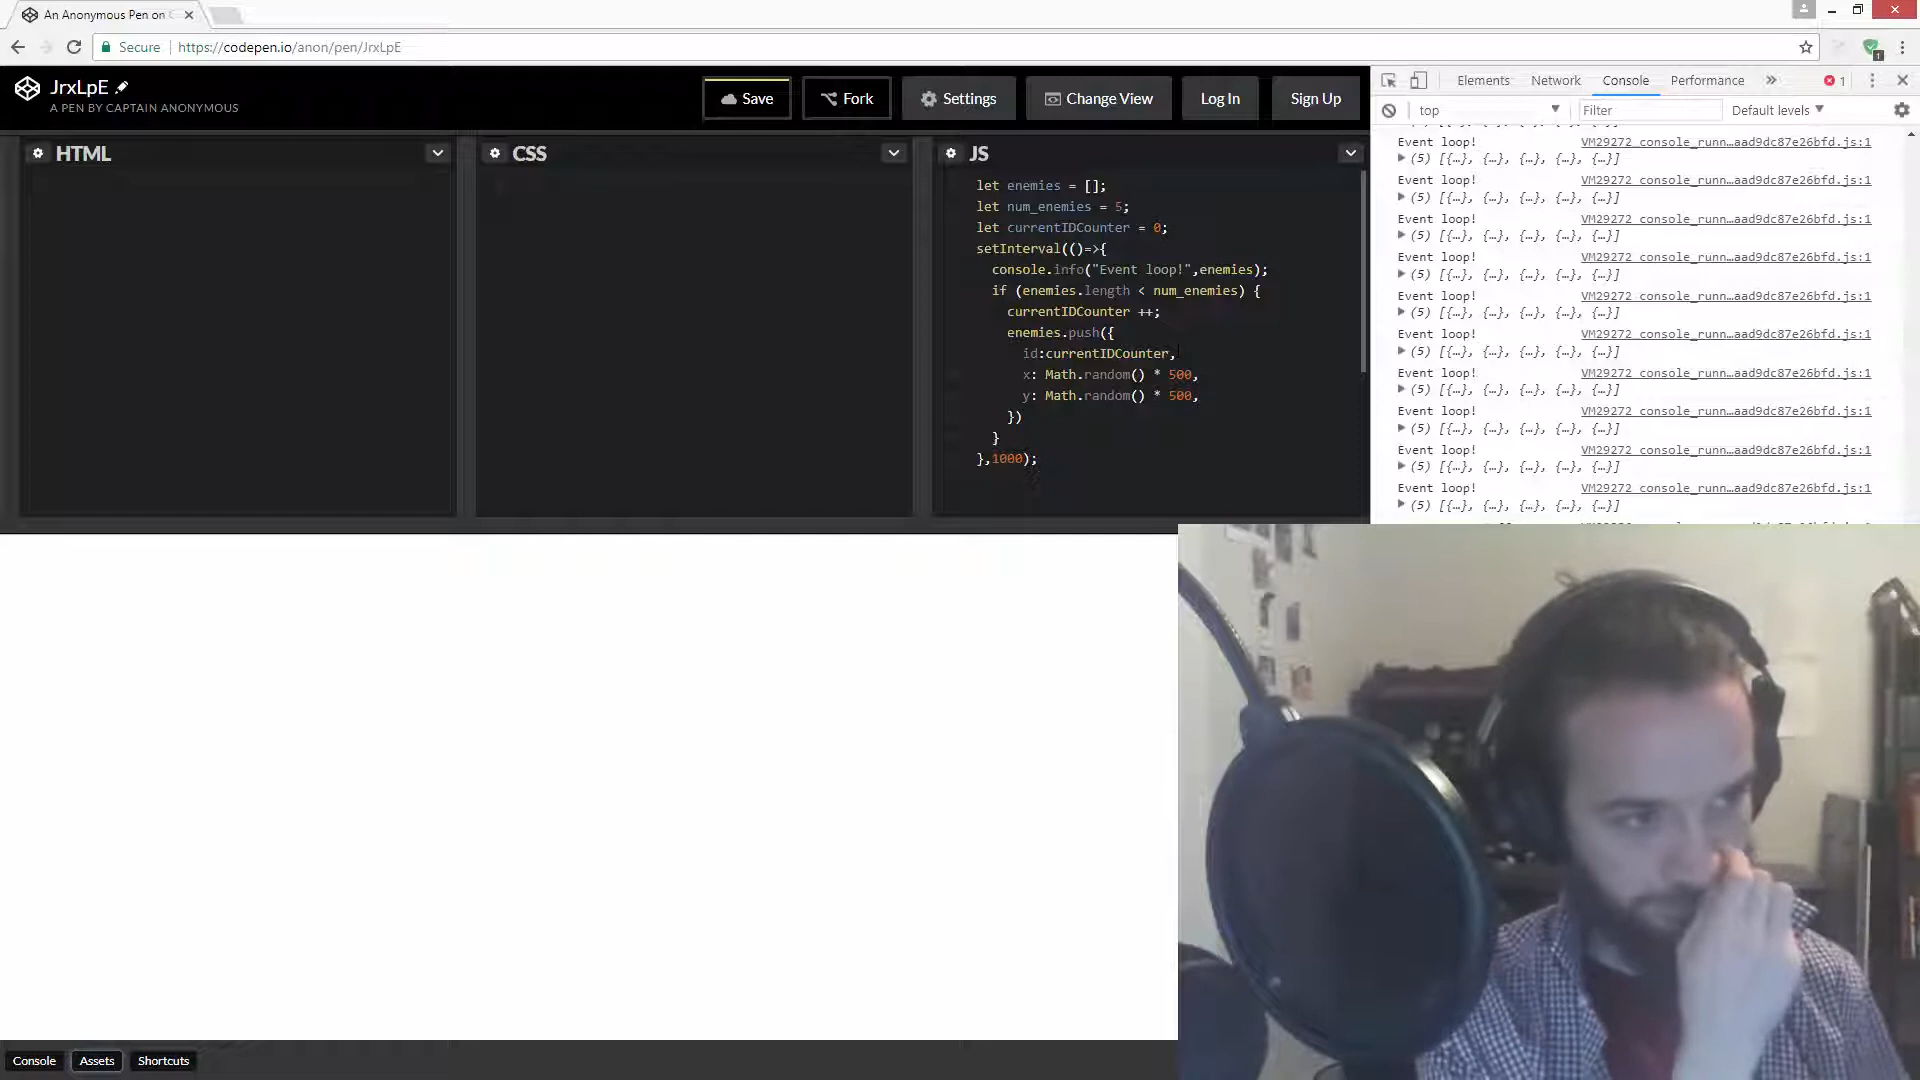 An Anonymous Pen on
Secure https://codepen.io/anon/pen/JrxLpE
JrxLpE
A PEN BY CAPTAIN ANONYMOUS
Save
Fork
Settings
Change View
Log In
Sign Up
HTML
CSS
JS
let enemies = [];
let num_enemies = 5;
let currentIDCounter = 0;
setInterval(()=>{
console.info("Event loop!",enemies);
if (enemies.length < num_enemies) {
currentIDCounter ++;
enemies.push({
id:currentIDCounter,
x: Math.random() * 500,
y: Math.random() * 500,
})
}
},1000);
Elements Network Console Performance » 1
top Filter Default levels
Event loop! VM29272 console_runn…aad9dc87e26bfd.js:1
(5) [{…}, {…}, {…}, {…}, {…}]
Event loop! VM29272 console_runn…aad9dc87e26bfd.js:1
(5) [{…}, {…}, {…}, {…}, {…}]
Event loop! VM29272 console_runn…aad9dc87e26bfd.js:1
(5) [{…}, {…}, {…}, {…}, {…}]
Event loop! VM29272 console_runn…aad9dc87e26bfd.js:1
(5) [{…}, {…}, {…}, {…}, {…}]
Event loop! VM29272 console_runn…aad9dc87e26bfd.js:1
(5) [{…}, {…}, {…}, {…}, {…}]
Event loop! VM29272 console_runn…aad9dc87e26bfd.js:1
(5) [{…}, {…}, {…}, {…}, {…}]
Event loop! VM29272 console_runn…aad9dc87e26bfd.js:1
(5) [{…}, {…}, {…}, {…}, {…}]
Event loop! VM29272 console_runn…aad9dc87e26bfd.js:1
(5) [{…}, {…}, {…}, {…}, {…}]
Event loop! VM29272 console_runn…aad9dc87e26bfd.js:1
(5) [{…}, {…}, {…}, {…}, {…}]
Event loop! VM29272 console_runn…aad9dc87e26bfd.js:1
(5) [{…}, {…}, {…}, {…}, {…}]
Console Assets Shortcuts